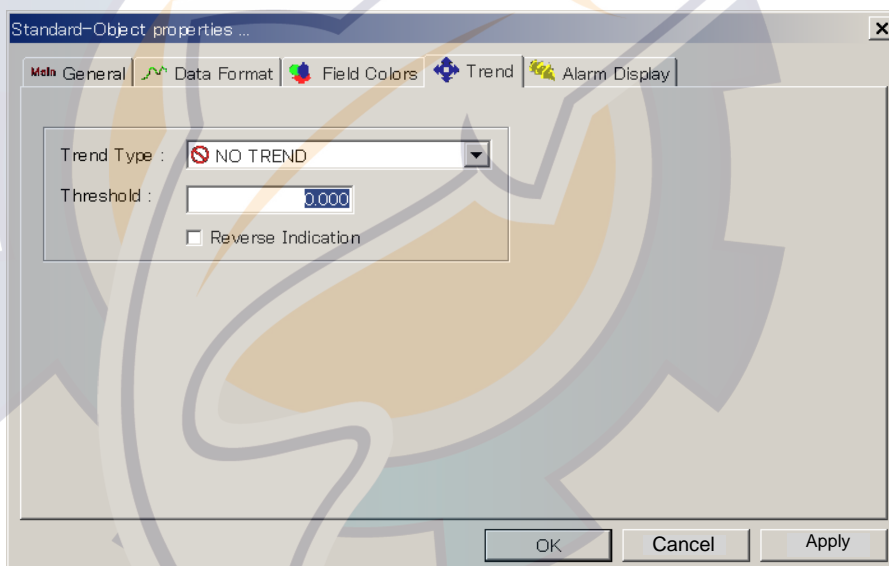 Standard-Object properties ...
Main General Data Format Field Colors Trend Alarm Display
Trend Type : NO TREND
Threshold : 0.000
Reverse Indication
OK Cancel Apply